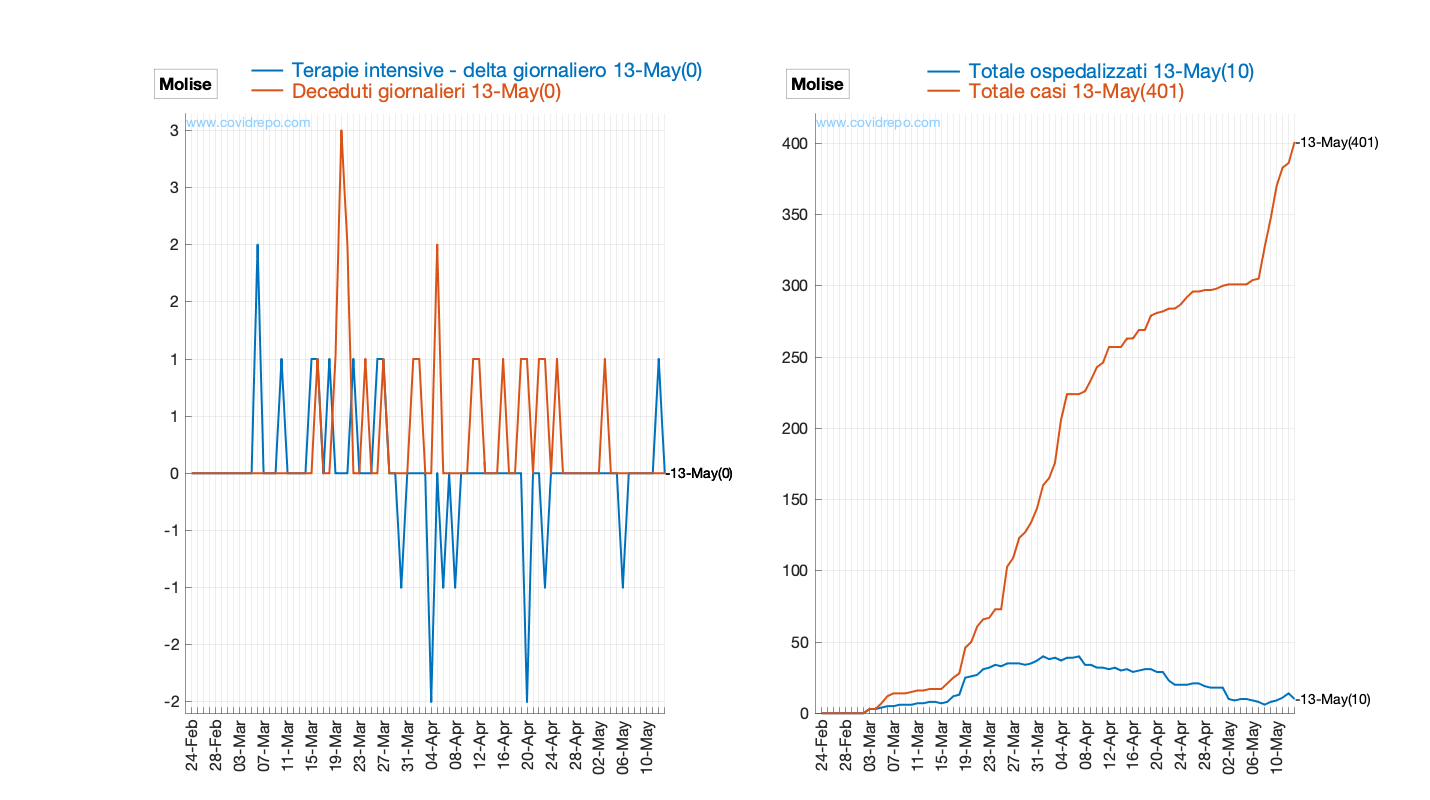 Molise
Terapie intensive - delta giornaliero 13-May(0)
Deceduti giornalieri 13-May(0)
www.covidrepo.com
3
3
2
2
1
1
0
-1
-1
-2
-2
-13-May(0)
24-Feb
28-Feb
03-Mar
07-Mar
11-Mar
15-Mar
19-Mar
23-Mar
27-Mar
31-Mar
04-Apr
08-Apr
12-Apr
16-Apr
20-Apr
24-Apr
28-Apr
02-May
06-May
10-May
Molise
Totale ospedalizzati 13-May(10)
Totale casi 13-May(401)
www.covidrepo.com
400
350
300
250
200
150
100
50
0
-13-May(401)
-13-May(10)
24-Feb
28-Feb
03-Mar
07-Mar
11-Mar
15-Mar
19-Mar
23-Mar
27-Mar
31-Mar
04-Apr
08-Apr
12-Apr
16-Apr
20-Apr
24-Apr
28-Apr
02-May
06-May
10-May